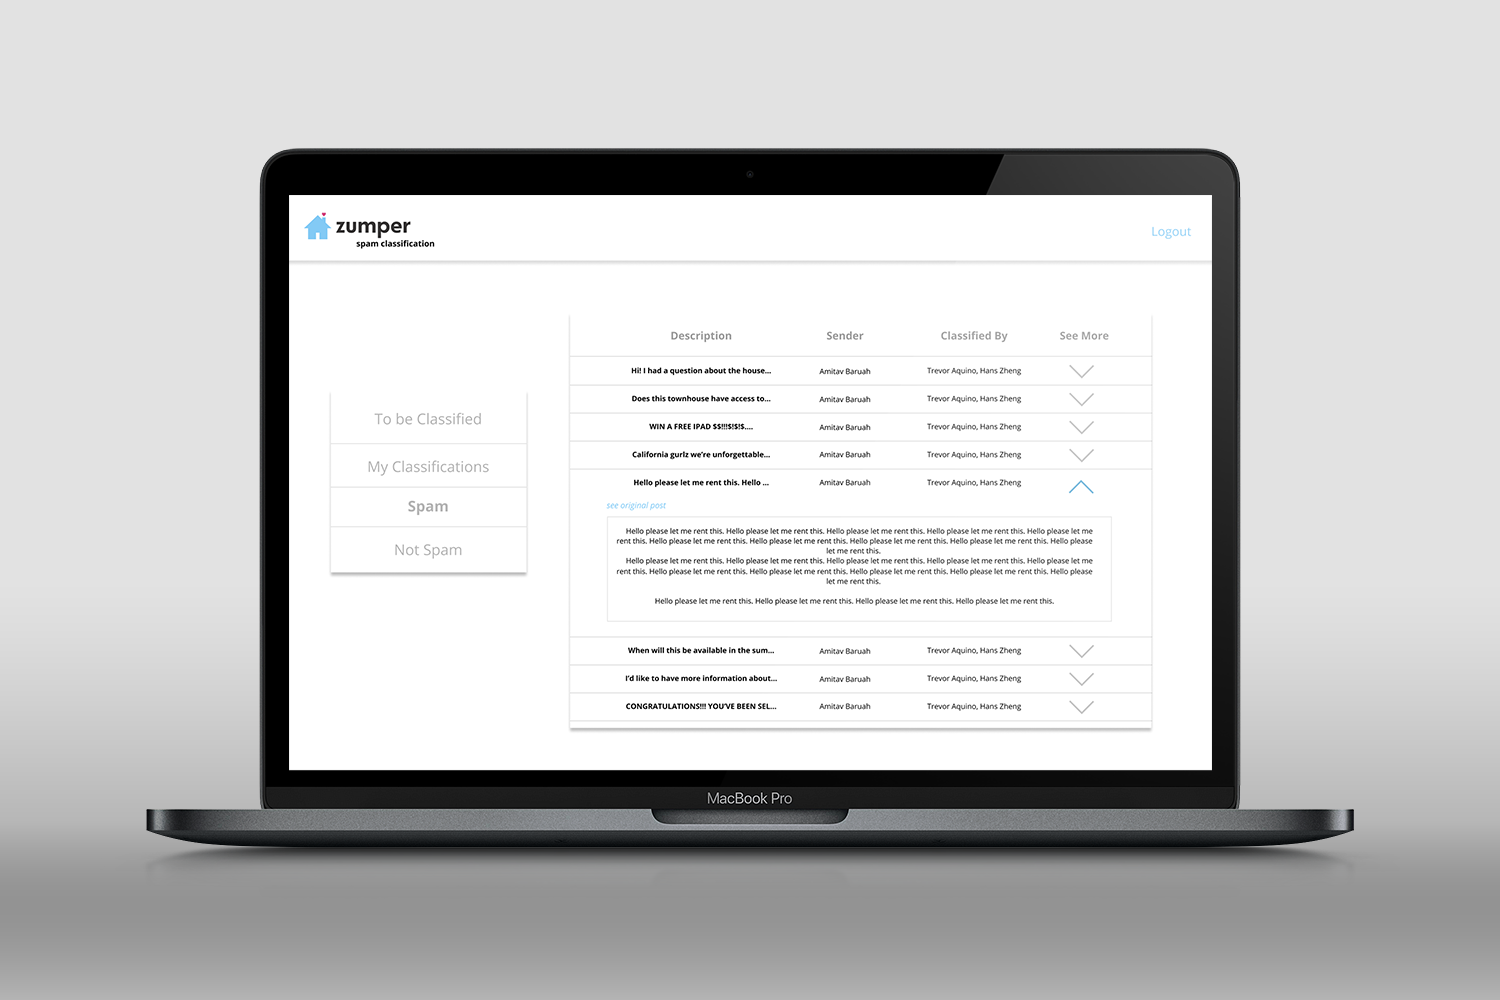 zumper
spam classification
Logout
To be Classified
My Classifications
Spam
Not Spam
Description Sender Classified By See More
Hi! I had a question about the house... Amitav Baruah Trevor Aquino, Hans Zheng
Does this townhouse have access to... Amitav Baruah Trevor Aquino, Hans Zheng
WIN A FREE IPAD $$!!!$!$!$.... Amitav Baruah Trevor Aquino, Hans Zheng
California gurlz we're unforgettable... Amitav Baruah Trevor Aquino, Hans Zheng
Hello please let me rent this. Hello ... Amitav Baruah Trevor Aquino, Hans Zheng
see original post
Hello please let me rent this. Hello please let me rent this. Hello please let me rent this. Hello please let me rent this. Hello please let me
rent this. Hello please let me rent this. Hello please let me rent this. Hello please let me rent this. Hello please let me rent this. Hello please
let me rent this.
Hello please let me rent this. Hello please let me rent this. Hello please let me rent this. Hello please let me rent this. Hello please let me
rent this. Hello please let me rent this. Hello please let me rent this. Hello please let me rent this. Hello please let me rent this. Hello please
let me rent this.
Hello please let me rent this. Hello please let me rent this. Hello please let me rent this. Hello please let me rent this.
When will this be available in the sum... Amitav Baruah Trevor Aquino, Hans Zheng
I'd like to have more information about... Amitav Baruah Trevor Aquino, Hans Zheng
CONGRATULATIONS!!! YOU'VE BEEN SEL... Amitav Baruah Trevor Aquino, Hans Zheng
MacBook Pro